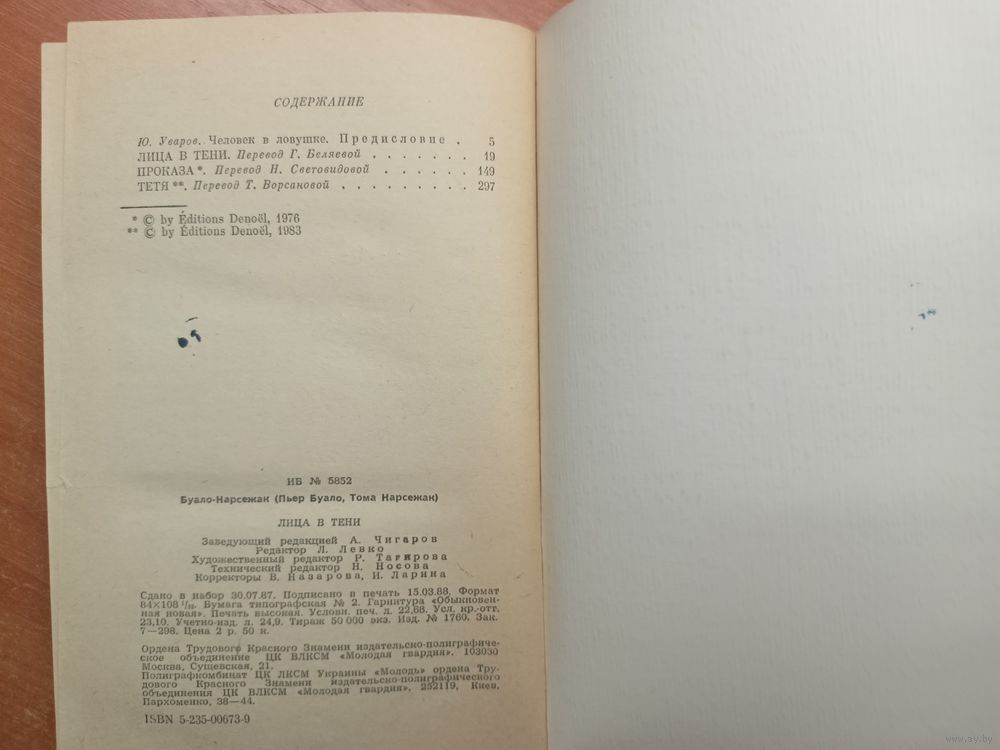 СОДЕРЖАНИЕ
Ю. Уваров. Человек в ловушке. Предисловие . 5
ЛИЦА В ТЕНИ. Перевод Г. Беляевой . . . . . . . 19
ПРОКАЗА *. Перевод Н. Световидовой . . . . . . 149
ТЕТЯ **. Перевод Т. Ворсановой . . . . . . . . . 297
* © by Éditions Denoël, 1976
** © by Éditions Denoël, 1983
ИБ № 5852
Буало-Нарсежак (Пьер Буало, Тома Нарсежак)
ЛИЦА В ТЕНИ
Заведующий редакцией А. Чигаров
Редактор Л. Левко
Художественный редактор Р. Тагирова
Технический редактор Н. Носова
Корректоры В. Назарова, И. Ларина
Сдано в набор 30.07.87. Подписано в печать 15.03.88. Формат
84×108 1/32. Бумага типографская № 2. Гарнитура «Обыкновен-
ная новая». Печать высокая. Условн. печ. л. 22,68. Усл. кр.-отт.
23,10. Учетно-изд. л. 24,9. Тираж 50 000 экз. Изд. № 1760. Зак.
7—298. Цена 2 р. 50 к.
Ордена Трудового Красного Знамени издательско-полиграфиче-
ское объединение ЦК ВЛКСМ «Молодая гвардия». 103030
Москва, Сущевская, 21.
Полиграфкомбинат ЦК ЛКСМ Украины «Молодь» ордена Тру-
дового Красного Знамени издательско-полиграфического
объединения ЦК ВЛКСМ «Молодая гвардия». 252119, Киев,
Пархоменко, 38—44.
ISBN 5-235-00673-9
www.ay.by